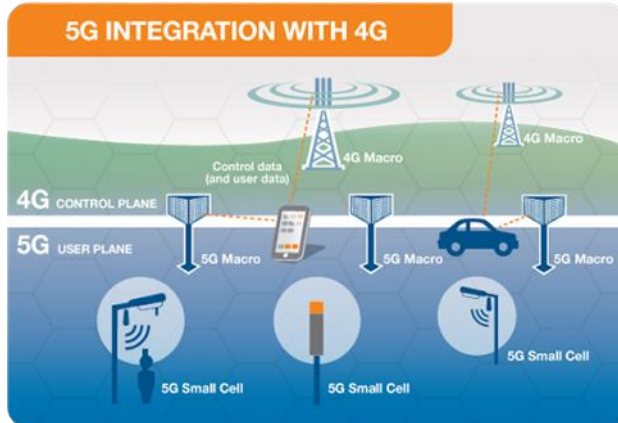 5G INTEGRATION WITH 4G
4G Macro
4G Macro
Control data
(and user data)
4G CONTROL PLANE
5G USER PLANE
5G Macro
5G Macro
5G Macro
5G Small Cell
5G Small Cell
5G Small Cell